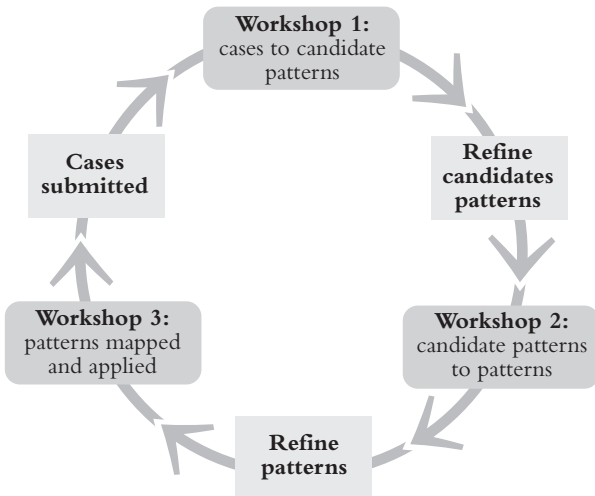 Workshop 1:
cases to candidate
patterns
Refine
candidates
patterns
Workshop 2:
candidate patterns
to patterns
Refine
patterns
Workshop 3:
patterns mapped
and applied
Cases
submitted